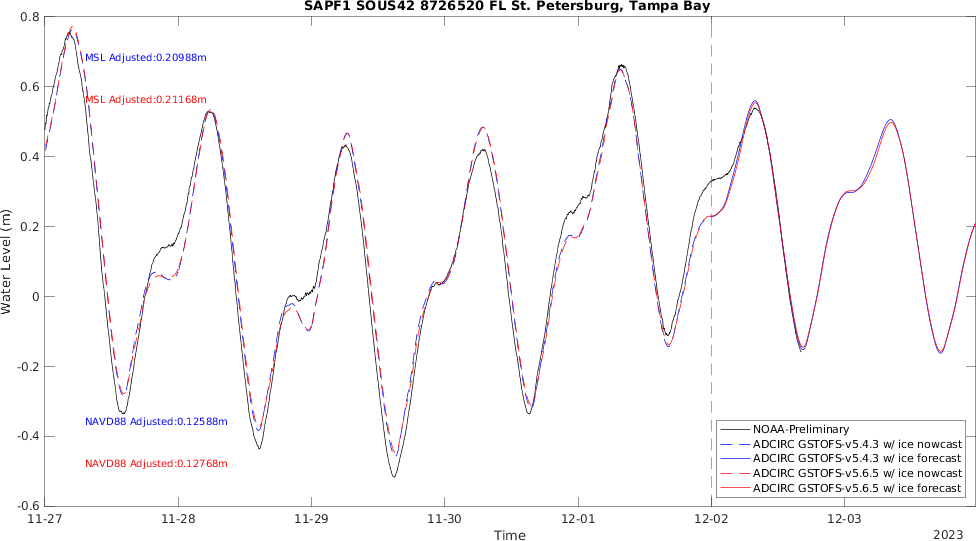 SAPF1 SOUS42 8726520 FL St. Petersburg, Tampa Bay
0.8
MSL Adjusted:0.20988m
0.6
MSL Adjusted:0.21168m
0.4
0.2
Water Level (m)
0
-0.2
NAVD88 Adjusted:0.12588m
-0.4
NAVD88 Adjusted:0.12768m
-0.6
NOAA-Preliminary
ADCIRC GSTOFS-v5.4.3 w/ ice nowcast
ADCIRC GSTOFS-v5.4.3 w/ ice forecast
ADCIRC GSTOFS-v5.6.5 w/ ice nowcast
ADCIRC GSTOFS-v5.6.5 w/ ice forecast
11-27 11-28 11-29 11-30 12-01 12-02 12-03
Time
2023